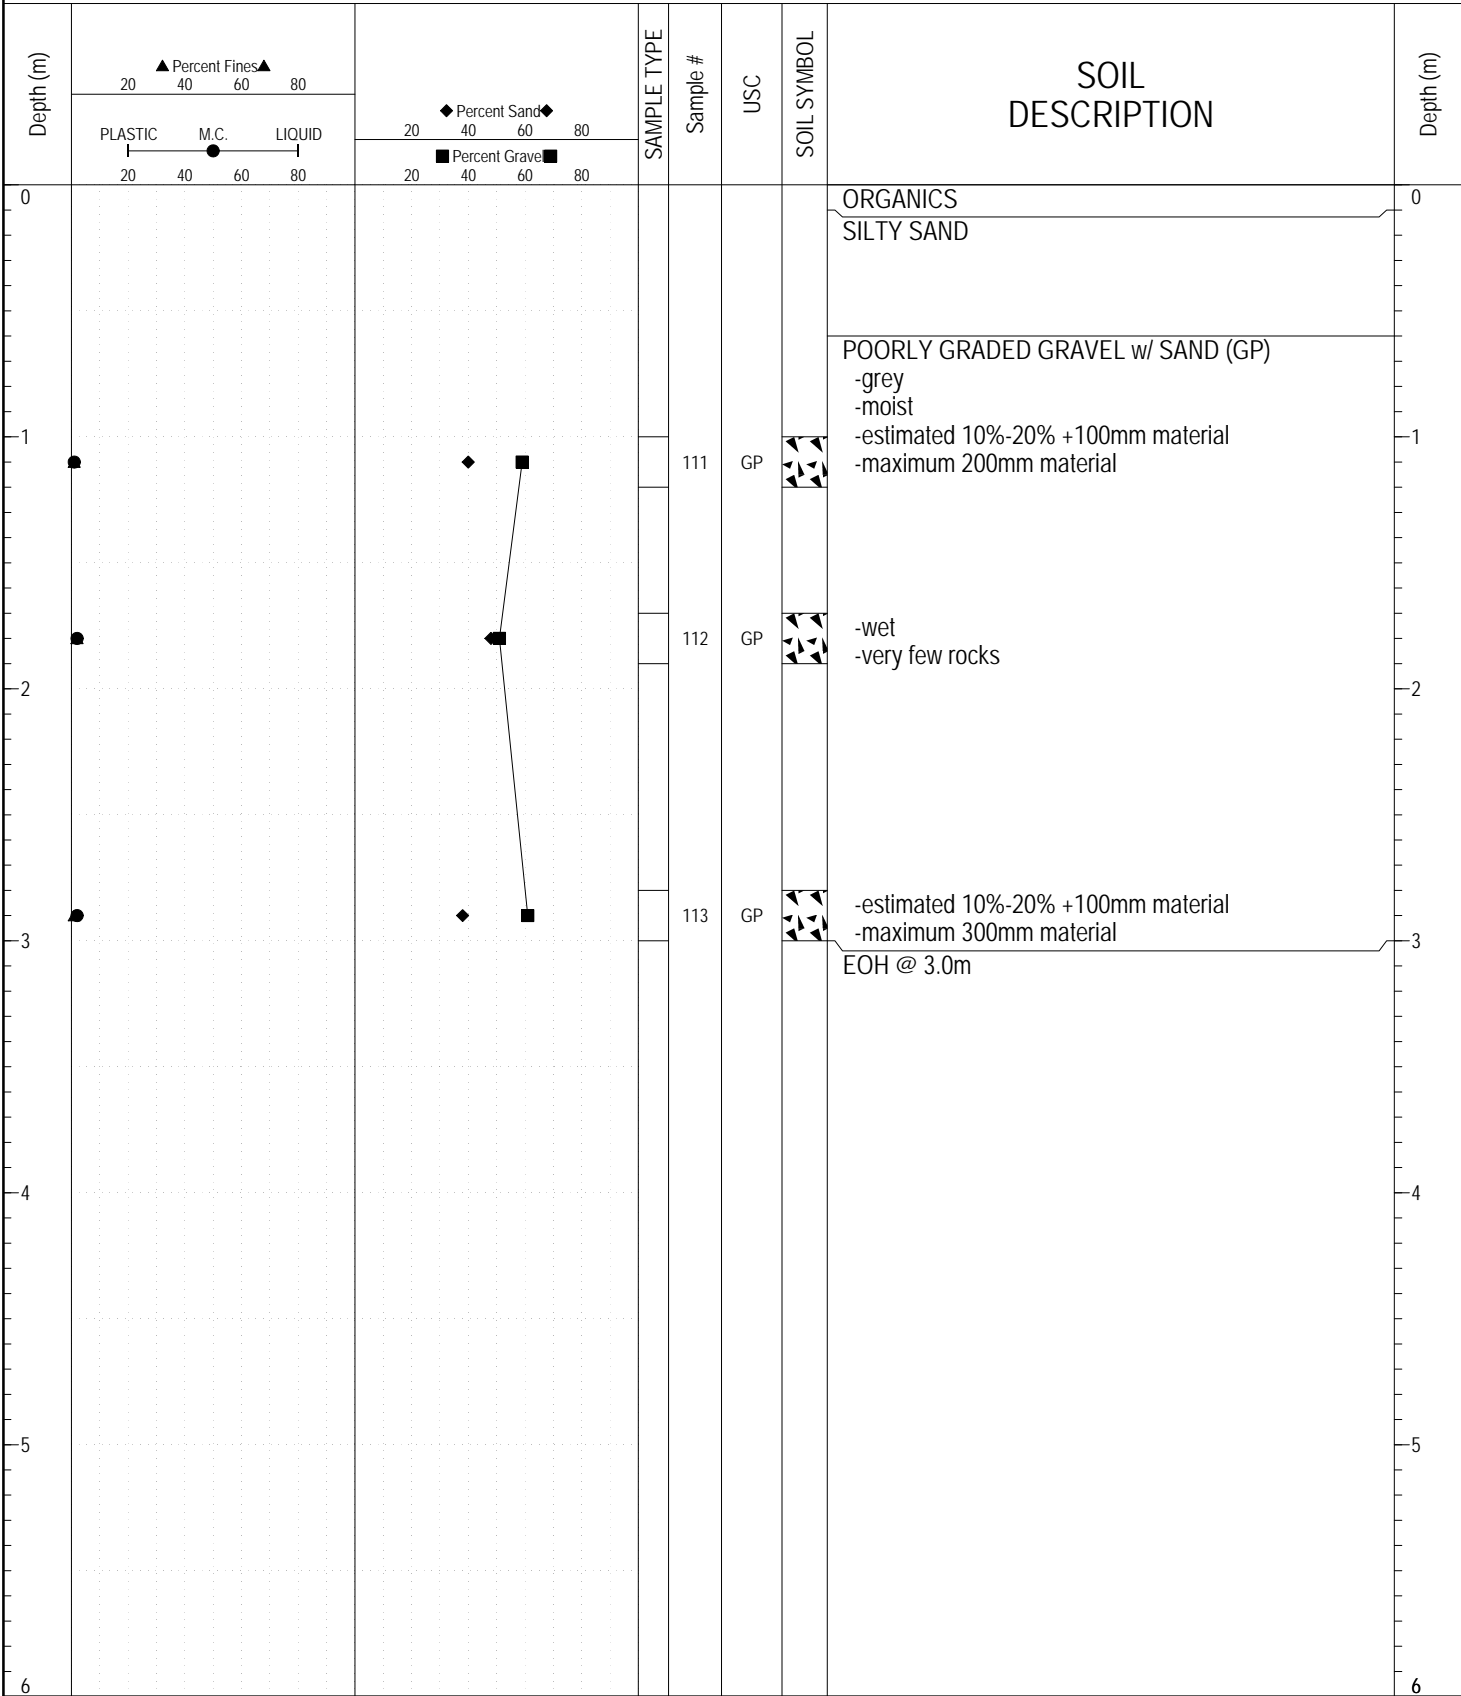 Depth (m)
▲ Percent Fines ▲
20 40 60 80
PLASTIC M.C. LIQUID
20 40 60 80
◆ Percent Sand ◆
20 40 60 80
■ Percent Gravel ■
20 40 60 80
SAMPLE TYPE
Sample #
USC
SOIL SYMBOL
SOIL
DESCRIPTION
Depth (m)
0 ORGANICS 0
SILTY SAND
POORLY GRADED GRAVEL w/ SAND (GP)
-grey
-moist
1 -estimated 10%-20% +100mm material 1
111 GP -maximum 200mm material
-wet
112 GP
-very few rocks
2 2
-estimated 10%-20% +100mm material
113 GP
-maximum 300mm material
3 3
EOH @ 3.0m
4 4
5 5
6 6